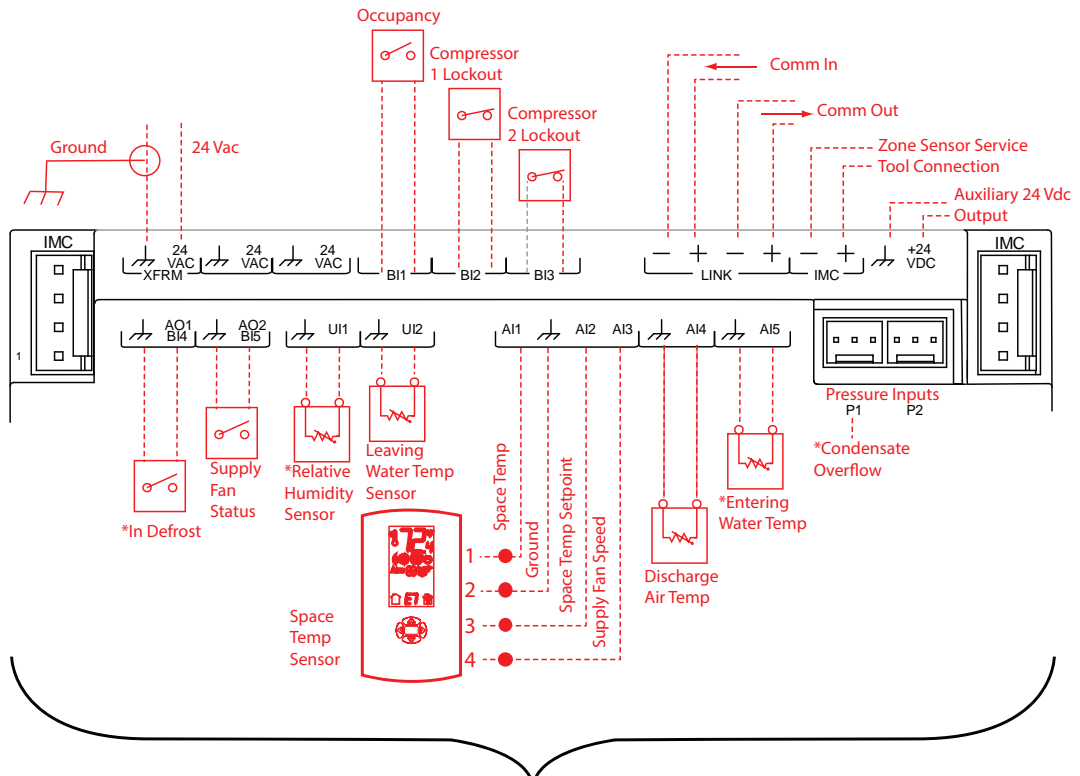 Occupancy
Compressor
1 Lockout
Compressor
2 Lockout
Comm In
Comm Out
Ground
24 Vac
Zone Sensor Service
Tool Connection
Auxiliary 24 Vdc
Output
IMC
24
VAC
XFRM
24
VAC
24
VAC
BI1
BI2
BI3
LINK
IMC
+24
VDC
IMC
1
AO1
BI4
AO2
BI5
UI1
UI2
AI1
AI2
AI3
AI4
AI5
Pressure Inputs
P1
P2
*Condensate
Overflow
*In Defrost
Supply
Fan
Status
*Relative
Humidity
Sensor
Leaving
Water Temp
Sensor
Space Temp
Ground
Space Temp Setpoint
Supply Fan Speed
Discharge
Air Temp
*Entering
Water Temp
Space
Temp
Sensor
72
1
2
3
4